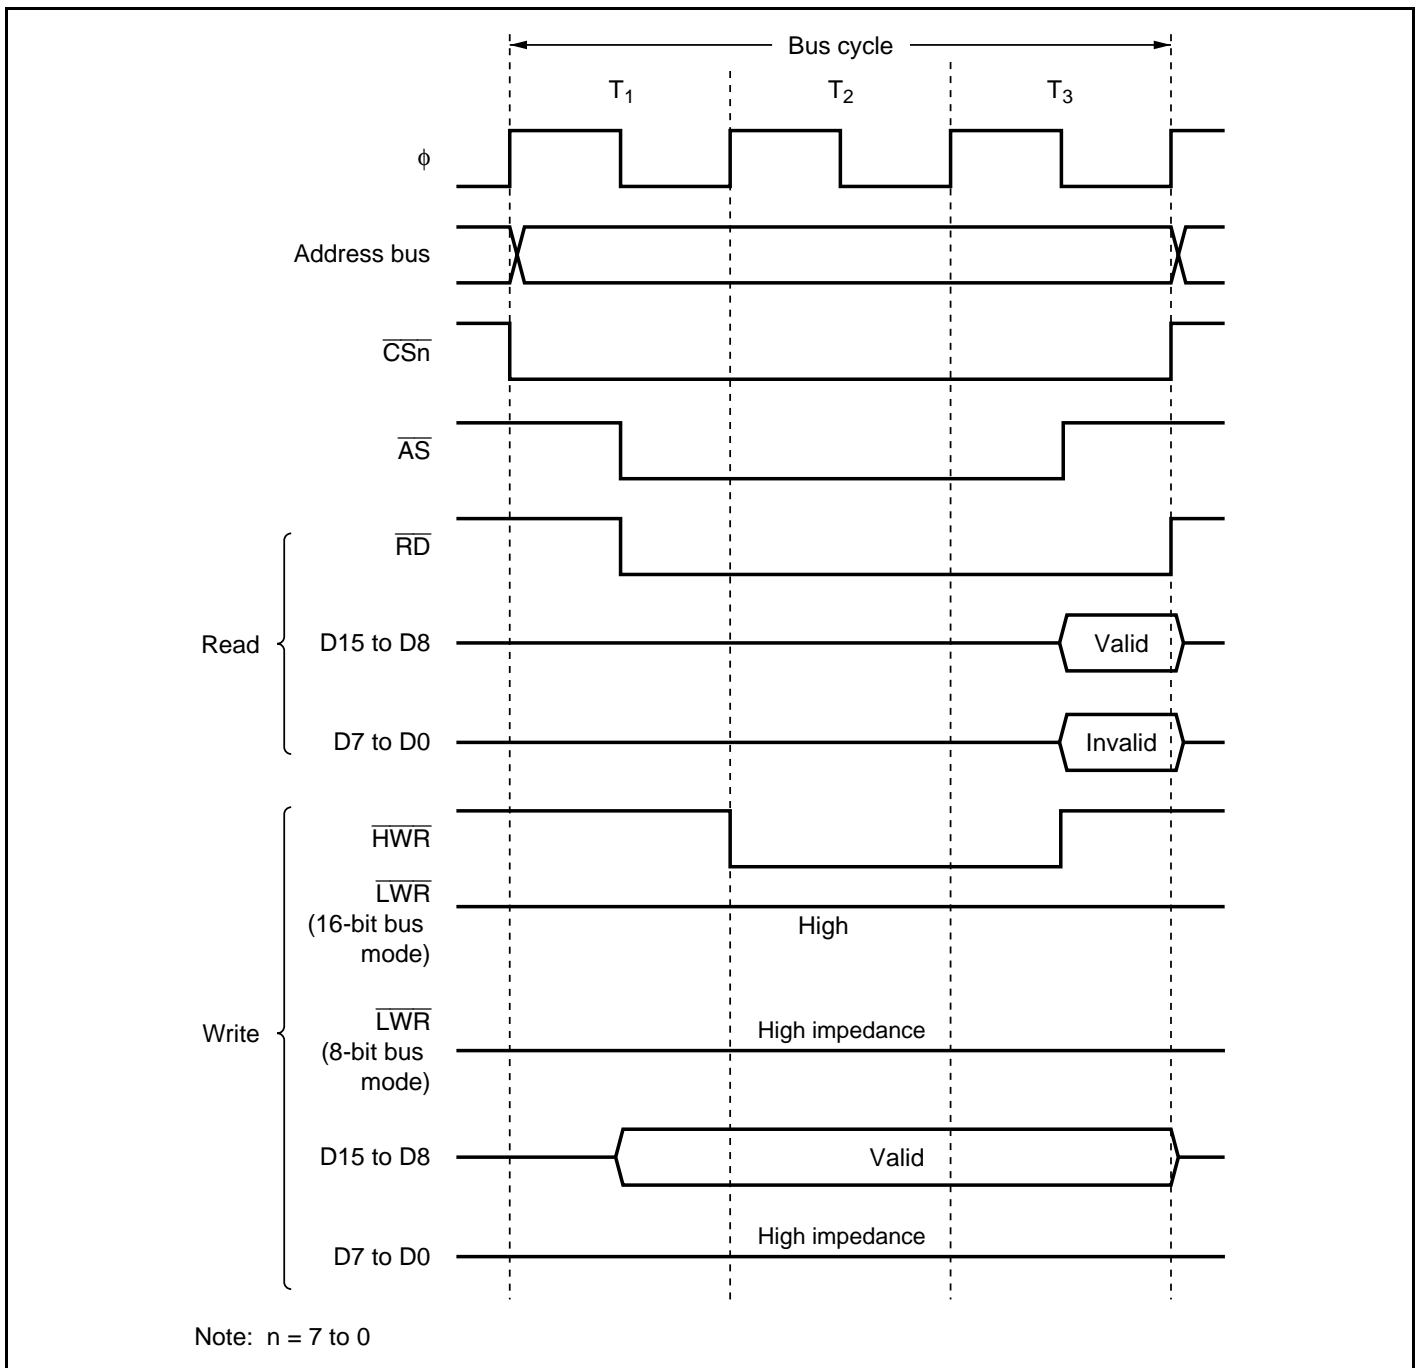 Bus cycle
T1 T2 T3
ϕ
Address bus
CSn
AS
RD
Read
D15 to D8
Valid
D7 to D0
Invalid
HWR
LWR
(16-bit bus
mode)
High
Write
LWR
(8-bit bus
mode)
High impedance
D15 to D8
Valid
D7 to D0
High impedance
Note: n = 7 to 0